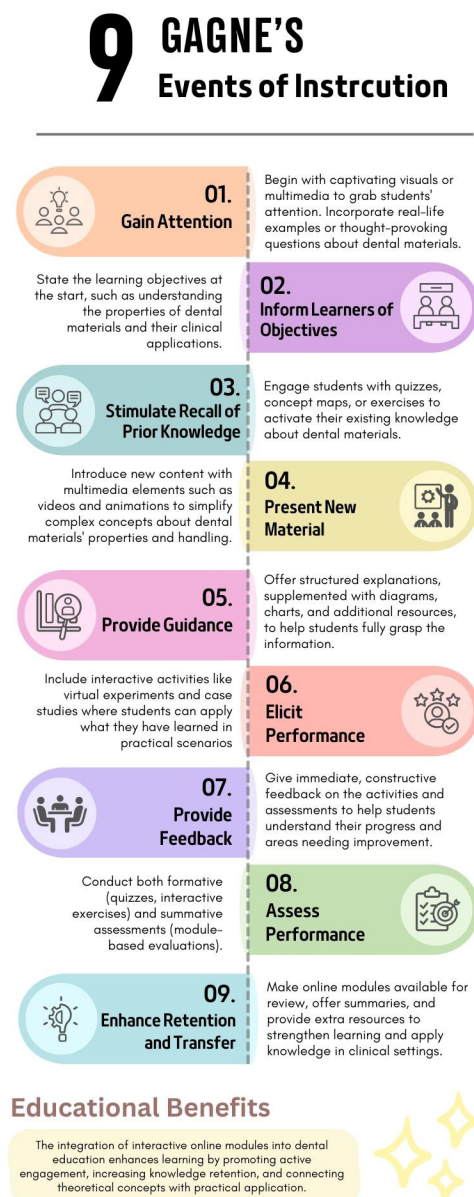 9 GAGNE'S
Events of Instrcution
01.
Gain Attention
Begin with captivating visuals or
multimedia to grab students'
attention. Incorporate real-life
examples or thought-provoking
questions about dental materials.
State the learning objectives at
the start, such as understanding
the properties of dental
materials and their clinical
applications.
02.
Inform Learners of
Objectives
03.
Stimulate Recall of
Prior Knowledge
Engage students with quizzes,
concept maps, or exercises to
activate their existing knowledge
about dental materials.
Introduce new content with
multimedia elements such as
videos and animations to simplify
complex concepts about dental
materials' properties and handling.
04.
Present New
Material
05.
Provide Guidance
Offer structured explanations,
supplemented with diagrams,
charts, and additional resources,
to help students fully grasp the
information.
Include interactive activities like
virtual experiments and case
studies where students can apply
what they have learned in
practical scenarios
06.
Elicit
Performance
07.
Provide
Feedback
Give immediate, constructive
feedback on the activities and
assessments to help students
understand their progress and
areas needing improvement.
Conduct both formative
(quizzes, interactive
exercises) and summative
assessments (module-
based evaluations).
08.
Assess
Performance
09.
Enhance Retention
and Transfer
Make online modules available for
review, offer summaries, and
provide extra resources to
strengthen learning and apply
knowledge in clinical settings.
Educational Benefits
The integration of interactive online modules into dental
education enhances learning by promoting active
engagement, increasing knowledge retention, and connecting
theoretical concepts with practical application.